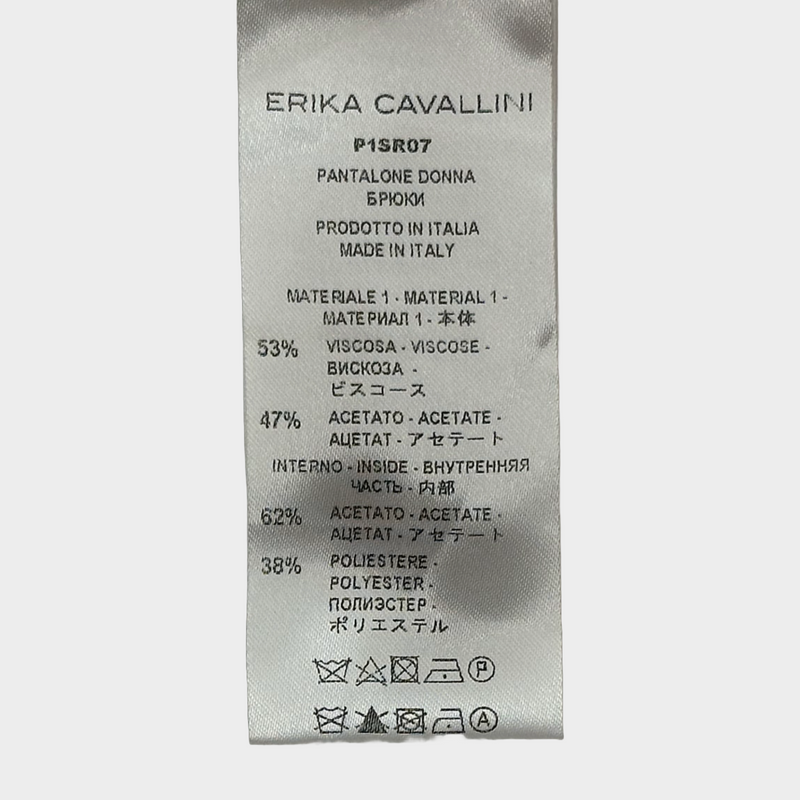 ERIKA CAVALLINI
P1SR07
PANTALONE DONNA
БРЮКИ
PRODOTTO IN ITALIA
MADE IN ITALY
MATERIALE 1 - MATERIAL 1 -
МАТЕРИАЛ 1 - 本体
53% VISCOSA - VISCOSE -
ВИСКОЗА -
ビスコース
47% ACETATO - ACETATE -
АЦЕТАТ - アセテート
INTERNO - INSIDE - ВНУТРЕННЯЯ
ЧАСТЬ - 内部
62% ACETATO - ACETATE -
АЦЕТАТ - アセテート
38% POLIESTERE -
POLYESTER -
ПОЛИЭСТЕР -
ポリエステル
P
A